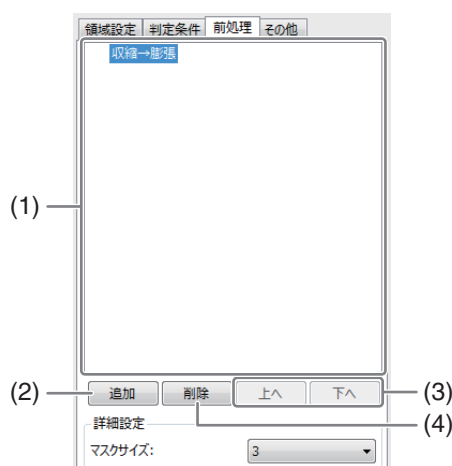 領域設定 判定条件 前処理 その他
収縮→膨張
(1)
(2) 追加 削除 上へ 下へ (3)
(4)
詳細設定
マスクサイズ: 3